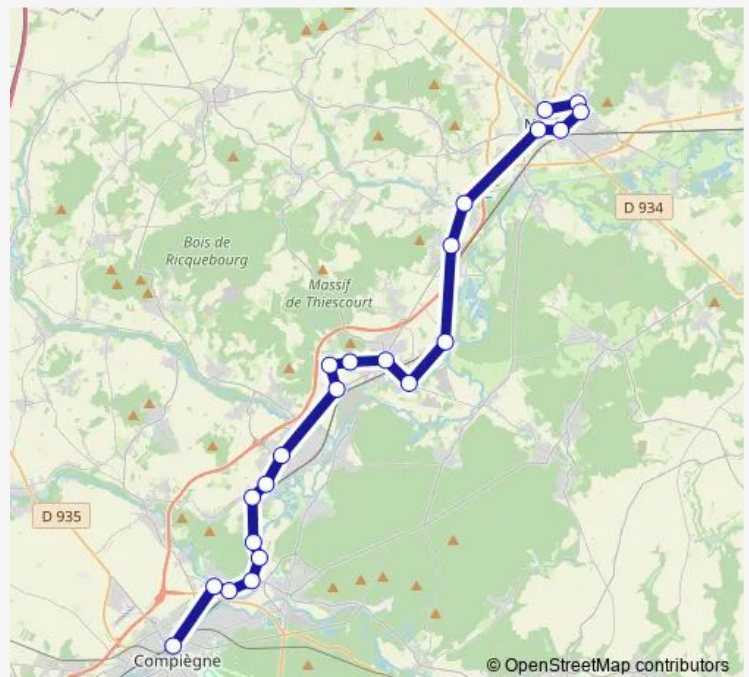 D 934
Bois de
Ricquebourg
Massif
de Thiescourt
D 935
Compiègne
© OpenStreetMap contributors